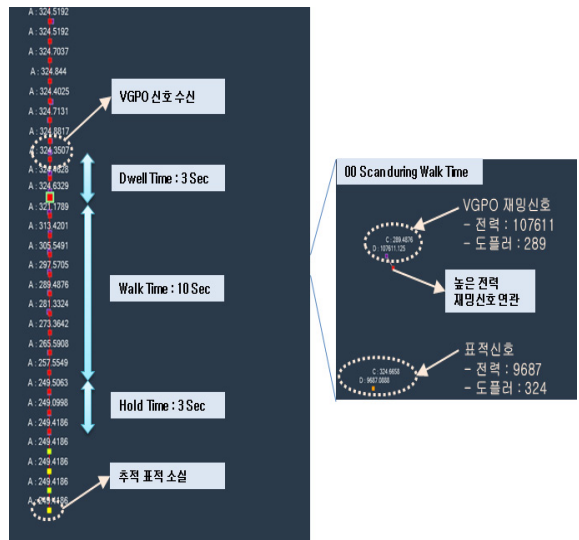 A : 324.5192
A : 324.5192
A : 324.7037
A : 324.844
A : 324.4025
A : 324.7131
A : 324.8817
A : 324.3507
A : 324.4828
A : 324.6329
A : 321.1789
A : 313.4201
A : 305.5491
A : 297.5705
A : 289.4876
A : 281.3324
A : 273.3642
A : 265.5908
A : 257.5549
A : 249.5063
A : 249.0998
A : 249.4186
A : 249.4186
A : 249.4186
A : 249.4186
A : 249.4186
VGPO 신호 수신
Dwell Time : 3 Sec
Walk Time : 10 Sec
Hold Time : 3 Sec
추적 표적 소실
00 Scan during Walk Time
C : 289.4876
D : 107611.125
VGPO 재밍신호
- 전력 : 107611
- 도플러 : 289
높은 전력
재밍신호 연관
C : 324.6658
D : 9687.0888
표적신호
- 전력 : 9687
- 도플러 : 324